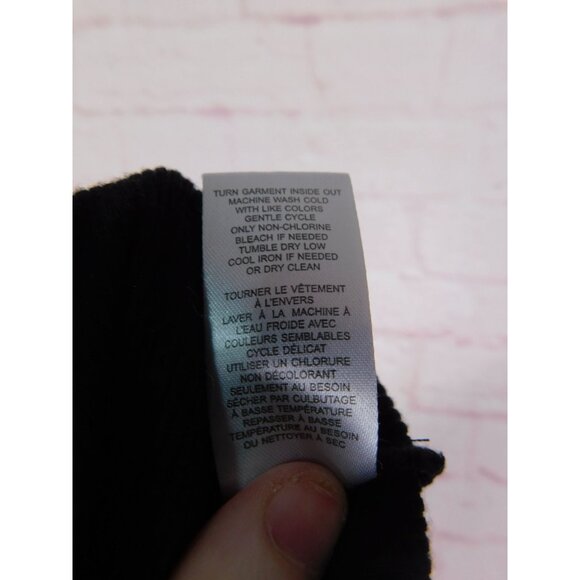 TURN GARMENT INSIDE OUT
MACHINE WASH COLD
WITH LIKE COLORS
GENTLE CYCLE
ONLY NON-CHLORINE
BLEACH IF NEEDED
TUMBLE DRY LOW
COOL IRON IF NEEDED
OR DRY CLEAN
TOURNER LE VÊTEMENT
À L'ENVERS
LAVER À LA MACHINE À
L'EAU FROIDE AVEC
COULEURS SEMBLABLES
CYCLE DÉLICAT
UTILISER UN CHLORURE
NON DÉCOLORANT
SEULEMENT AU BESOIN
SÉCHER PAR CULBUTAGE
À BASSE TEMPÉRATURE
REPASSER À BASSE
TEMPÉRATURE AU BESOIN
OU NETTOYER À SEC